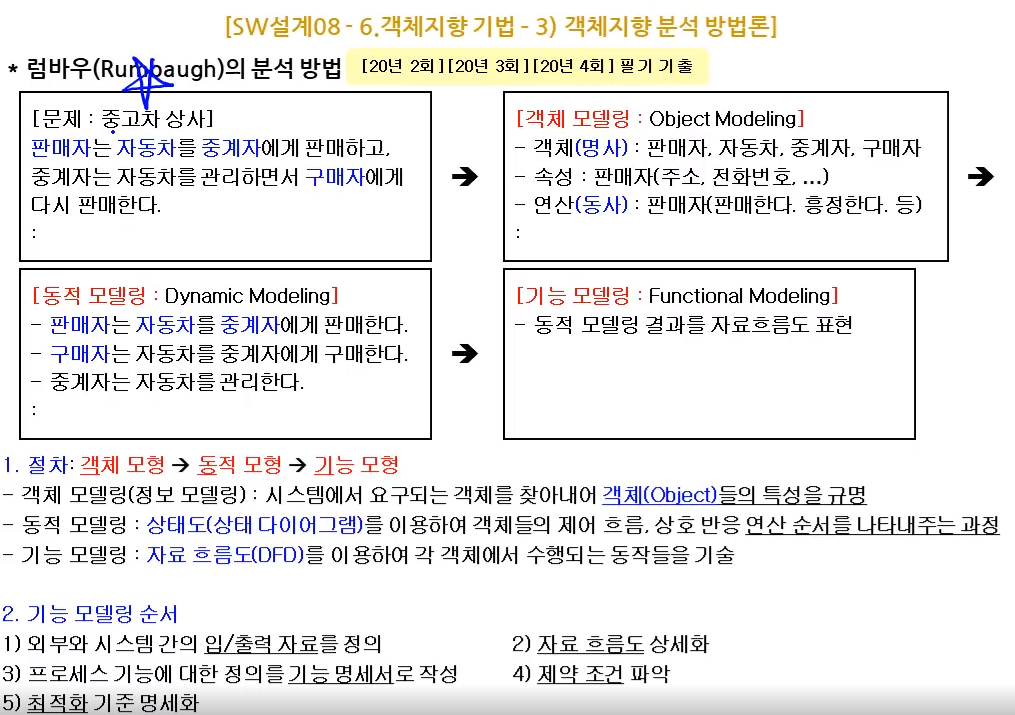 [SW설계08 - 6.객체지향 기법 - 3) 객체지향 분석 방법론]
* 럼바우(Rumbaugh)의 분석 방법 [20년 2회][20년 3회][20년 4회] 필기 기출
[문제 : 중고차 상사]
판매자는 자동차를 중계자에게 판매하고,
중계자는 자동차를 관리하면서 구매자에게
다시 판매한다.
:
➔
[객체 모델링 : Object Modeling]
- 객체(명사) : 판매자, 자동차, 중계자, 구매자
- 속성 : 판매자(주소, 전화번호, ...)
- 연산(동사) : 판매자(판매한다. 흥정한다. 등)
:
➔
[동적 모델링 : Dynamic Modeling]
- 판매자는 자동차를 중계자에게 판매한다.
- 구매자는 자동차를 중계자에게 구매한다.
- 중계자는 자동차를 관리한다.
:
➔
[기능 모델링 : Functional Modeling]
- 동적 모델링 결과를 자료흐름도 표현
1. 절차: 객체 모형 ➔ 동적 모형 ➔ 기능 모형
- 객체 모델링(정보 모델링) : 시스템에서 요구되는 객체를 찾아내어 객체(Object)들의 특성을 규명
- 동적 모델링 : 상태도(상태 다이어그램)를 이용하여 객체들의 제어 흐름, 상호 반응 연산 순서를 나타내주는 과정
- 기능 모델링 : 자료 흐름도(DFD)를 이용하여 각 객체에서 수행되는 동작들을 기술
2. 기능 모델링 순서
1) 외부와 시스템 간의 입/출력 자료를 정의 2) 자료 흐름도 상세화
3) 프로세스 기능에 대한 정의를 기능 명세서로 작성 4) 제약 조건 파악
5) 최적화 기준 명세화